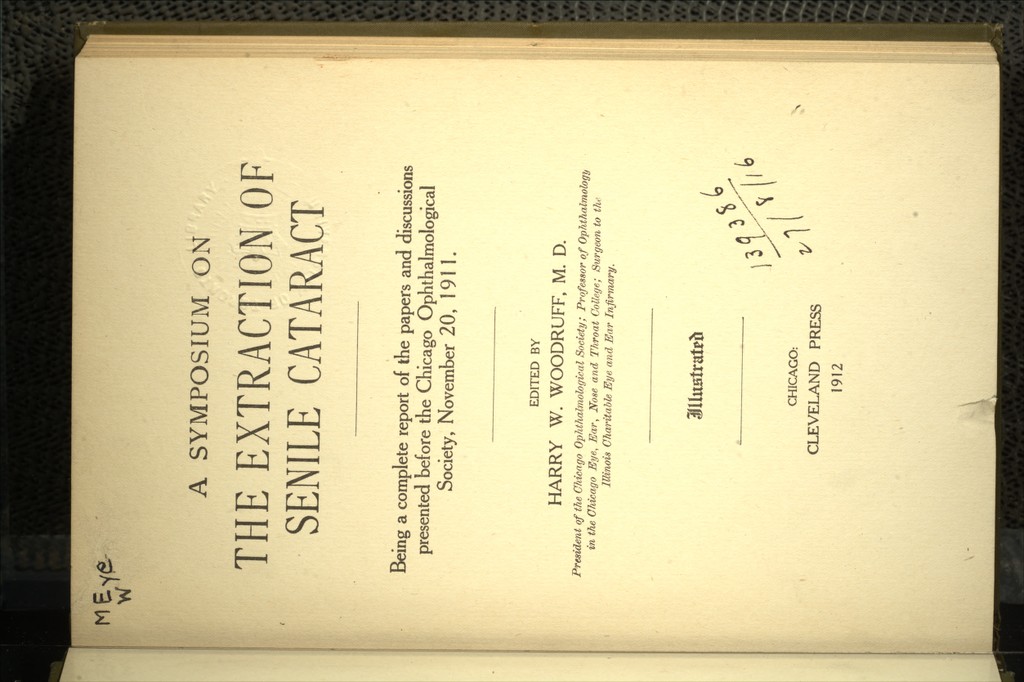 M Eye
W
A SYMPOSIUM ON
THE EXTRACTION OF
SENILE CATARACT
Being a complete report of the papers and discussions
presented before the Chicago Ophthalmological
Society, November 20, 1911.
EDITED BY
HARRY W. WOODRUFF, M. D.
President of the Chicago Ophthalmological Society; Professor of Ophthalmology
in the Chicago Eye, Ear, Nose and Throat College; Surgeon to the
Illinois Charitable Eye and Ear Infirmary.
Illustrated
139386
27/8/16
CHICAGO:
CLEVELAND PRESS
1912